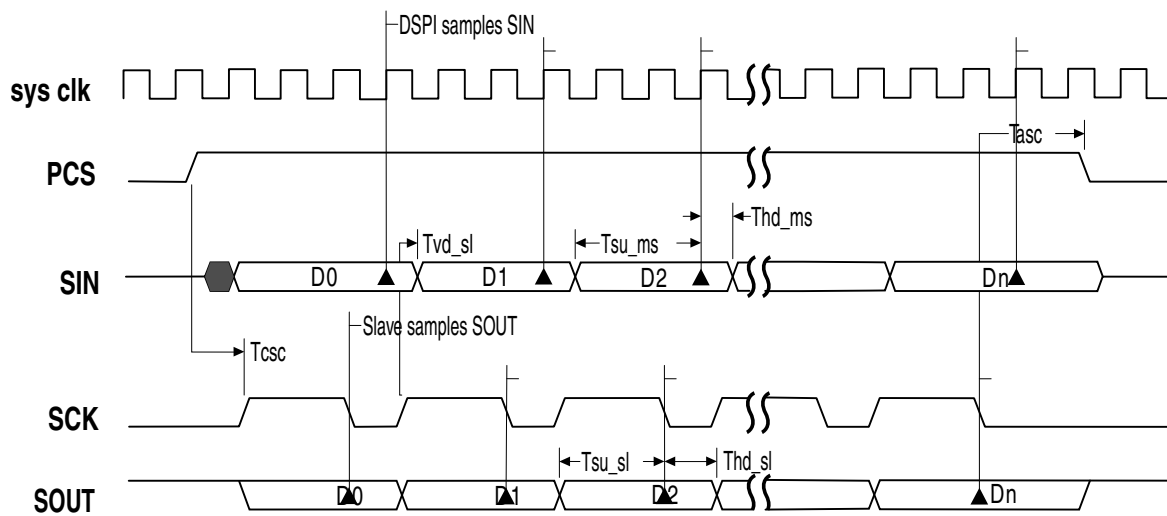 DSPI samples SIN
sys clk
Tasc
PCS
Thd_ms
Tvd_sl
Tsu_ms
SIN
D0
D1
D2
Dn
Slave samples SOUT
Tcsc
SCK
Tsu_sl
Thd_sl
SOUT
D0
D1
D2
Dn